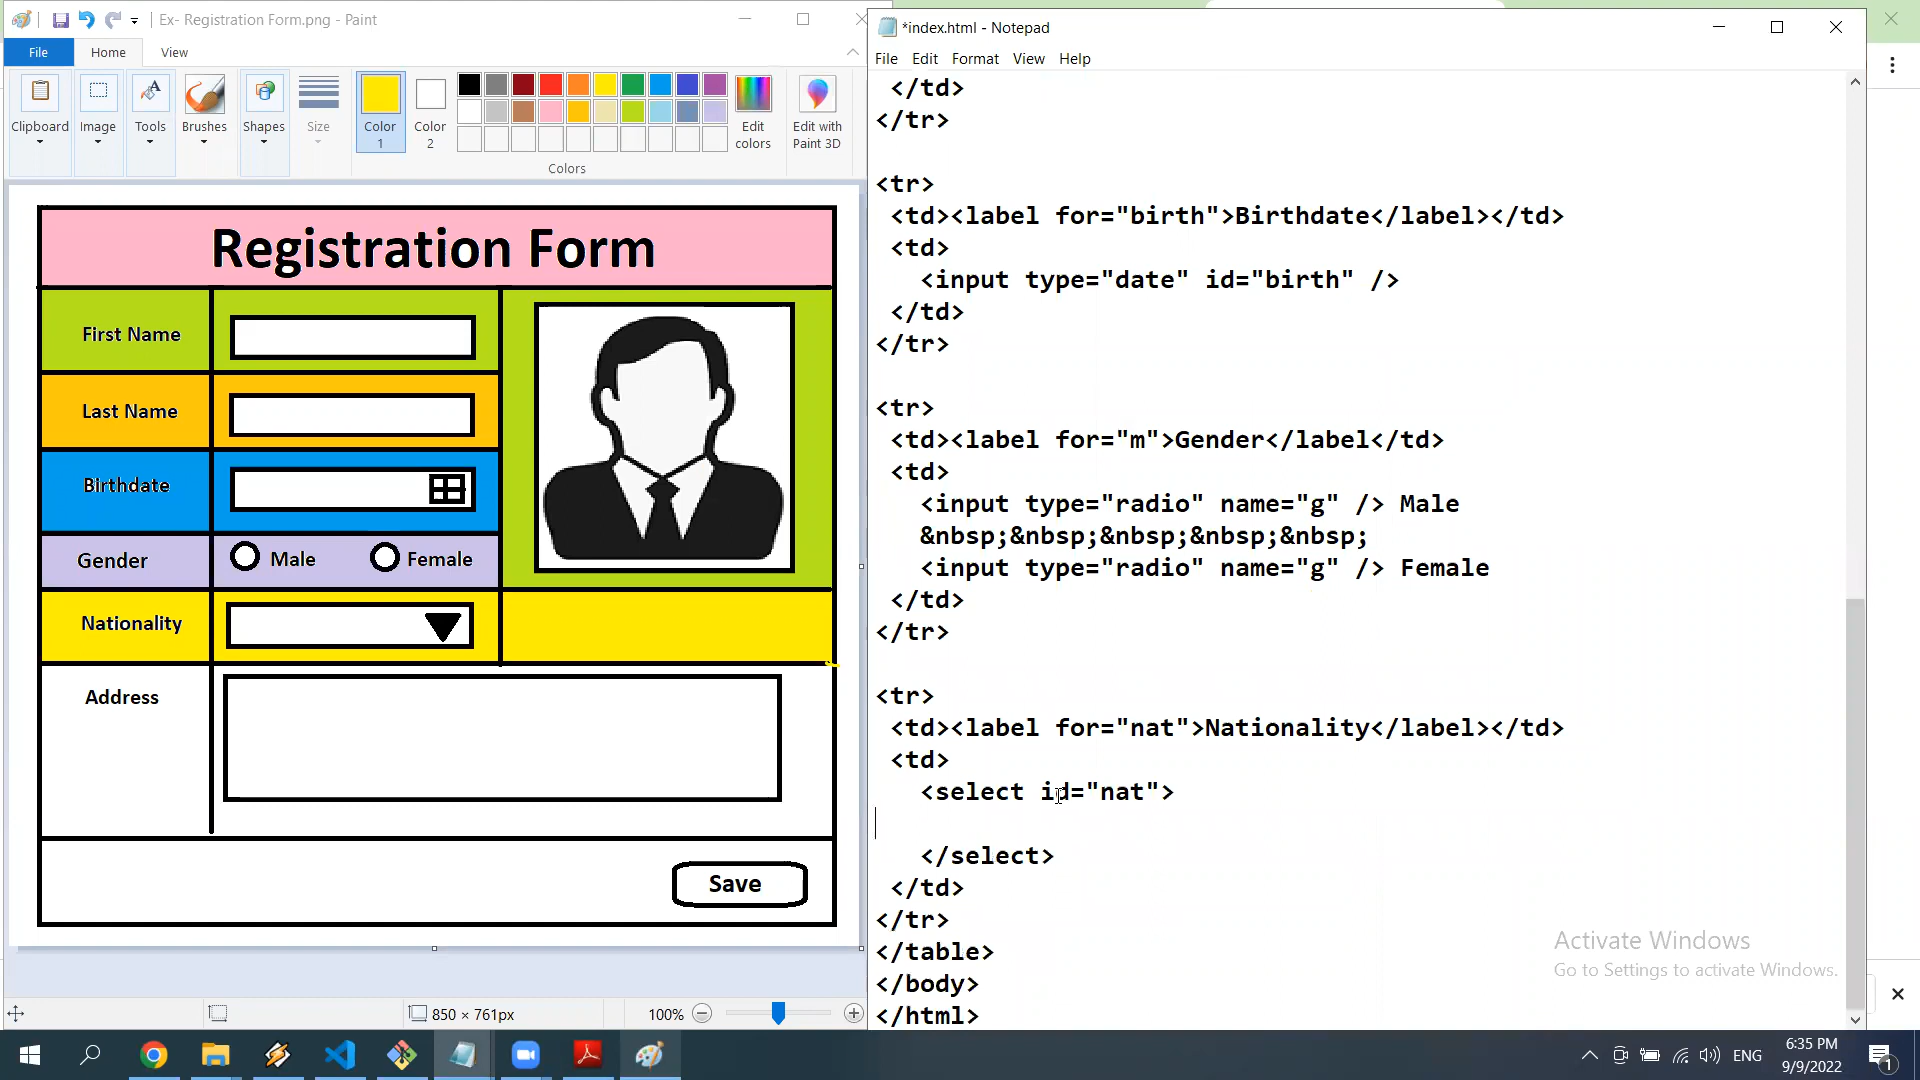 Ex- Registration Form.png - Paint
File
Home
View
Clipboard
Image
Tools
Brushes
Shapes
Size
Color
1
Color
2
Edit
colors
Edit with
Paint 3D
Colors
Registration Form
First Name
Last Name
Birthdate
Gender
Male
Female
Nationality
Address
Save
850 × 761px
100%
*index.html - Notepad
File Edit Format View Help
</td>
</tr>
<tr>
<td><label for="birth">Birthdate</label></td>
<td>
<input type="date" id="birth" />
</td>
</tr>
<tr>
<td><label for="m">Gender</label</td>
<td>
<input type="radio" name="g" /> Male
&nbsp;&nbsp;&nbsp;&nbsp;&nbsp;
<input type="radio" name="g" /> Female
</td>
</tr>
<tr>
<td><label for="nat">Nationality</label></td>
<td>
<select id="nat">
</select>
</td>
</tr>
</table>
</body>
</html>
Activate Windows
Go to Settings to activate Windows.
ENG
6:35 PM
9/9/2022
1